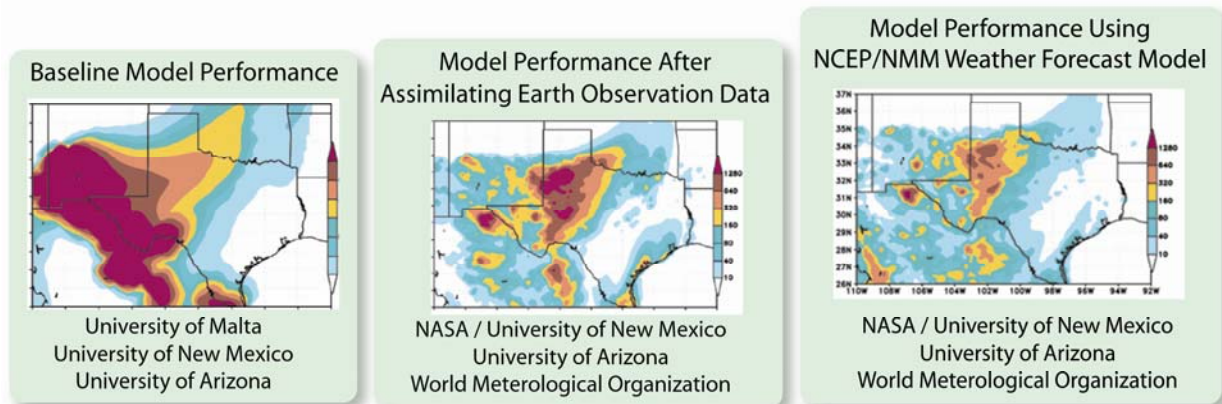 Baseline Model Performance
University of Malta
University of New Mexico
University of Arizona
Model Performance After
Assimilating Earth Observation Data
1280
640
320
160
80
40
10
NASA / University of New Mexico
University of Arizona
World Meterological Organization
Model Performance Using
NCEP/NMM Weather Forecast Model
37N
36N
35N
34N
33N
32N
31N
30N
29N
28N
27N
26N
110W 108W 106W 104W 102W 100W 98W 96W 94W 92W
1280
640
320
160
80
40
10
NASA / University of New Mexico
University of Arizona
World Meterological Organization